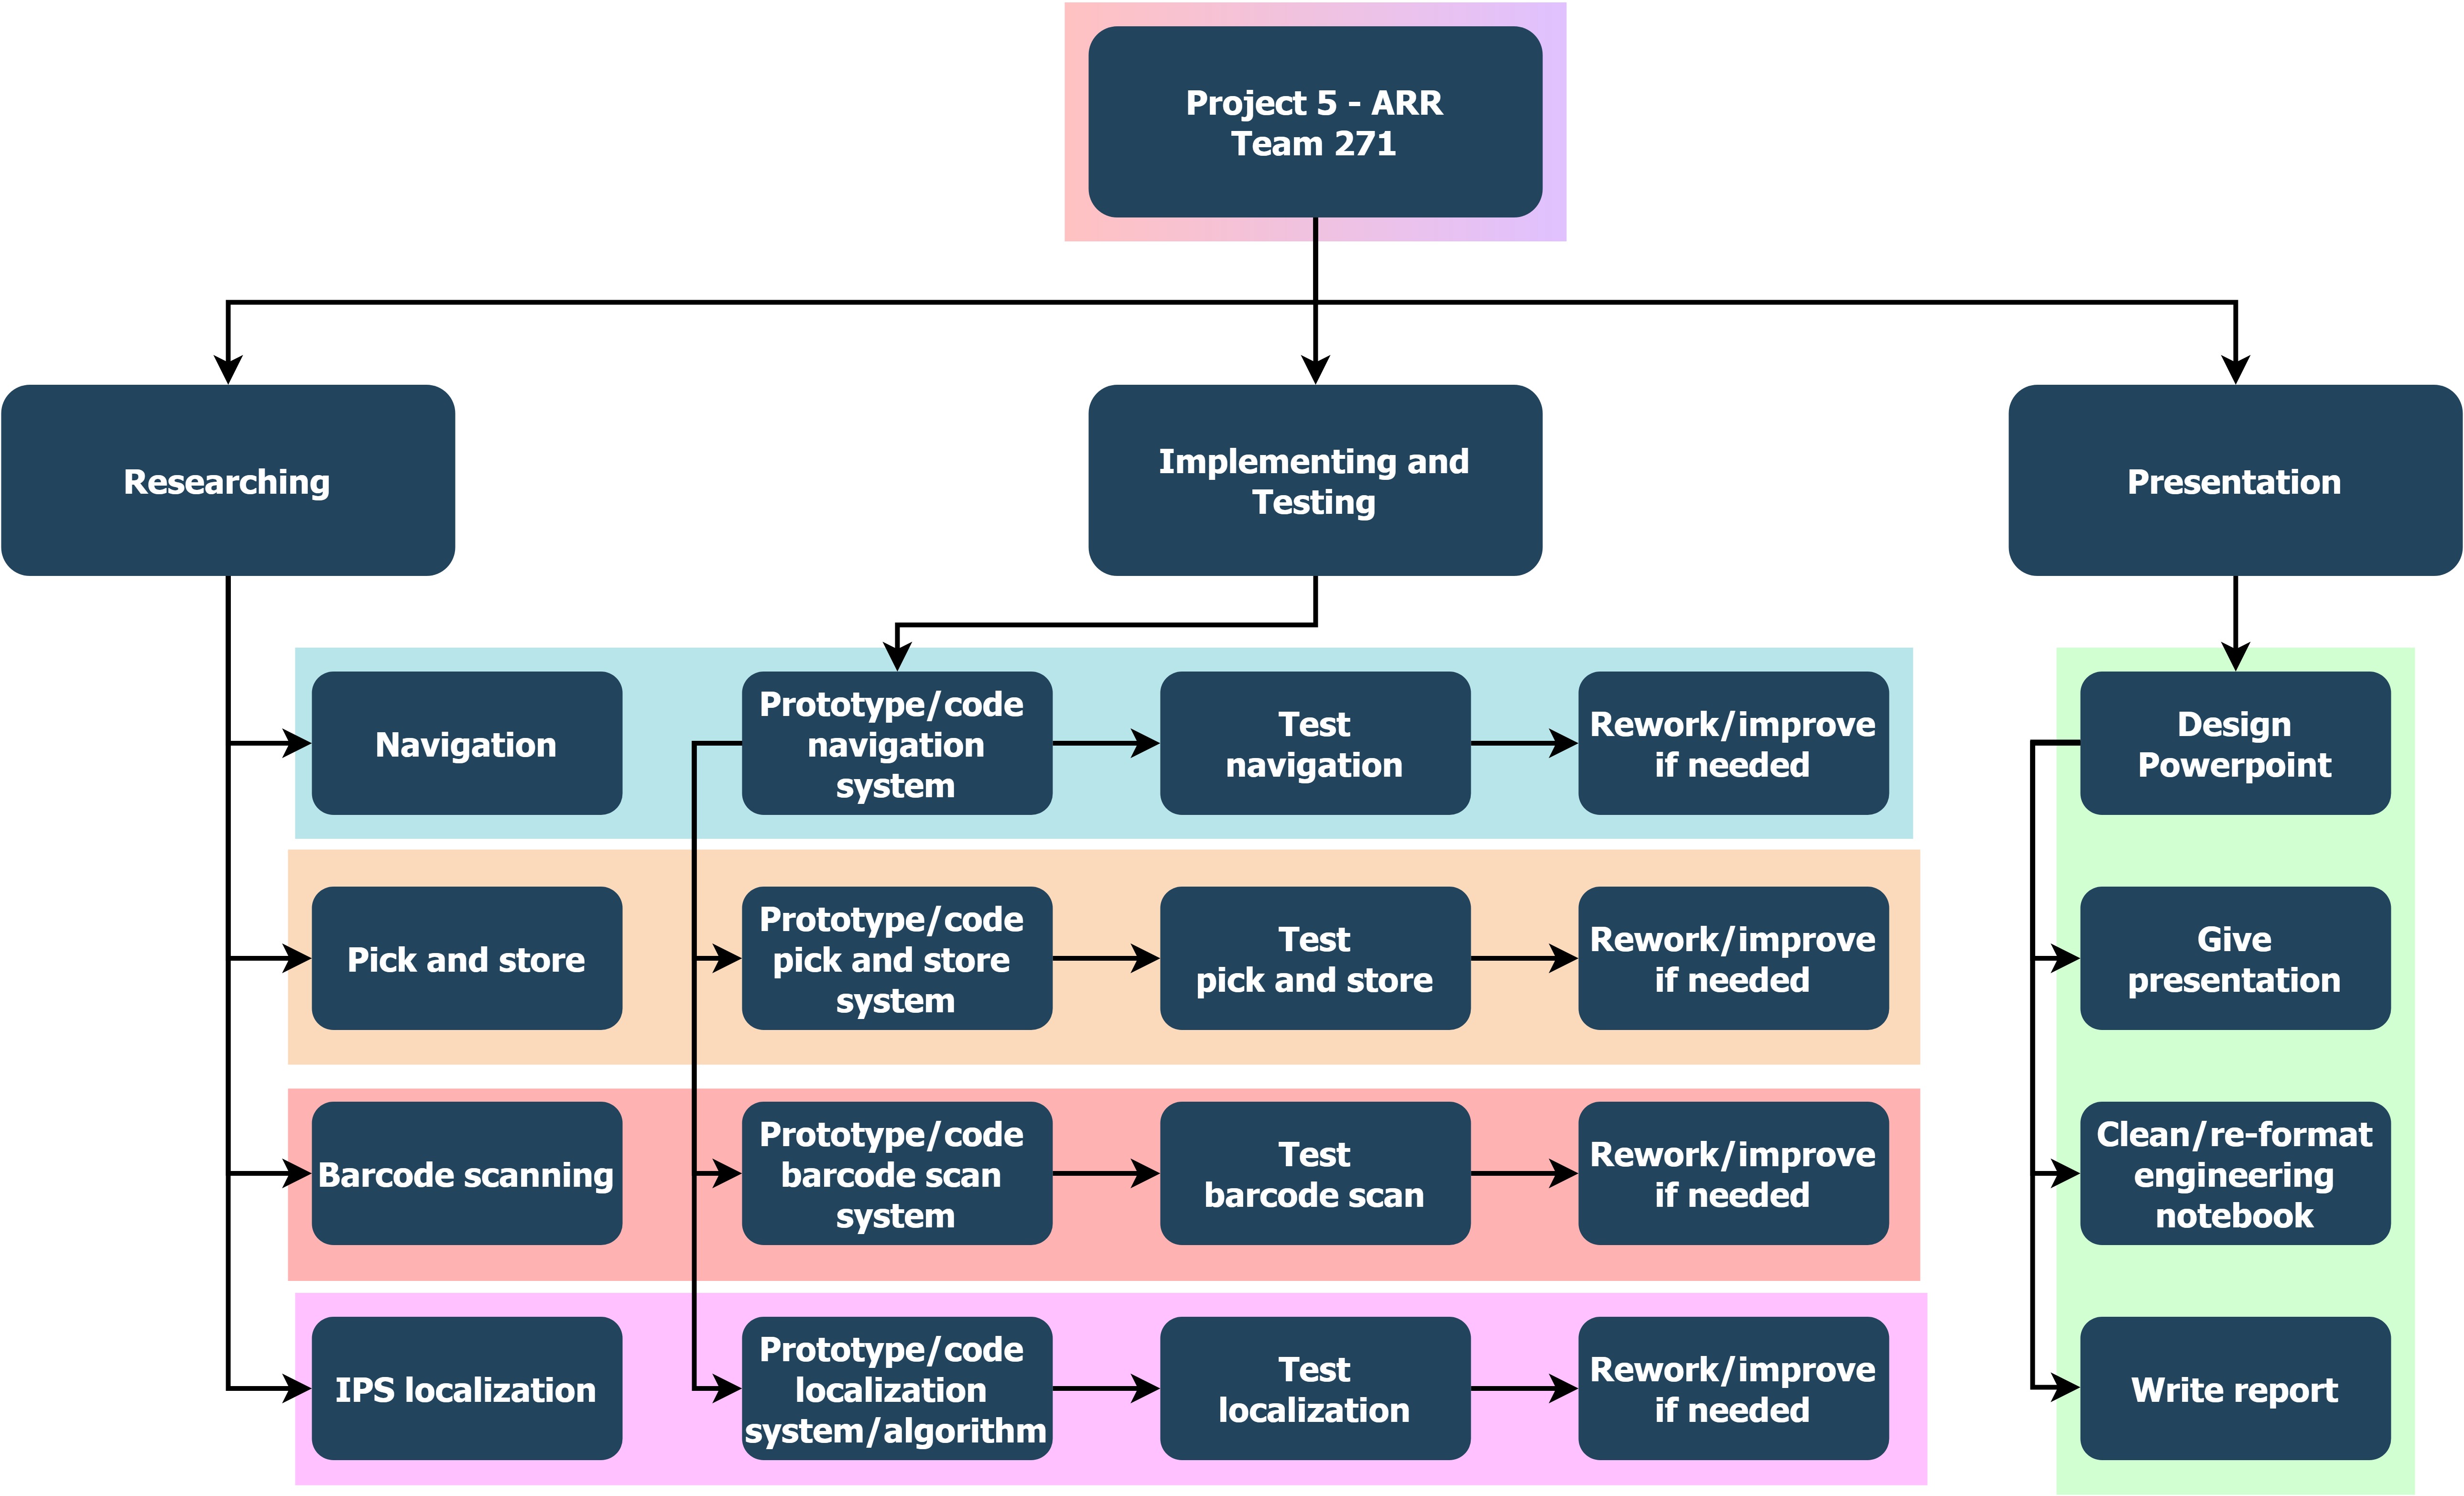 Project 5 - ARR
Team 271
Researching
Implementing and
Testing
Presentation
Navigation
Prototype/code
navigation
system
Test
navigation
Rework/improve
if needed
Design
Powerpoint
Pick and store
Prototype/code
pick and store
system
Test
pick and store
Rework/improve
if needed
Give
presentation
Barcode scanning
Prototype/code
barcode scan
system
Test
barcode scan
Rework/improve
if needed
Clean/re-format
engineering
notebook
IPS localization
Prototype/code
localization
system/algorithm
Test
localization
Rework/improve
if needed
Write report